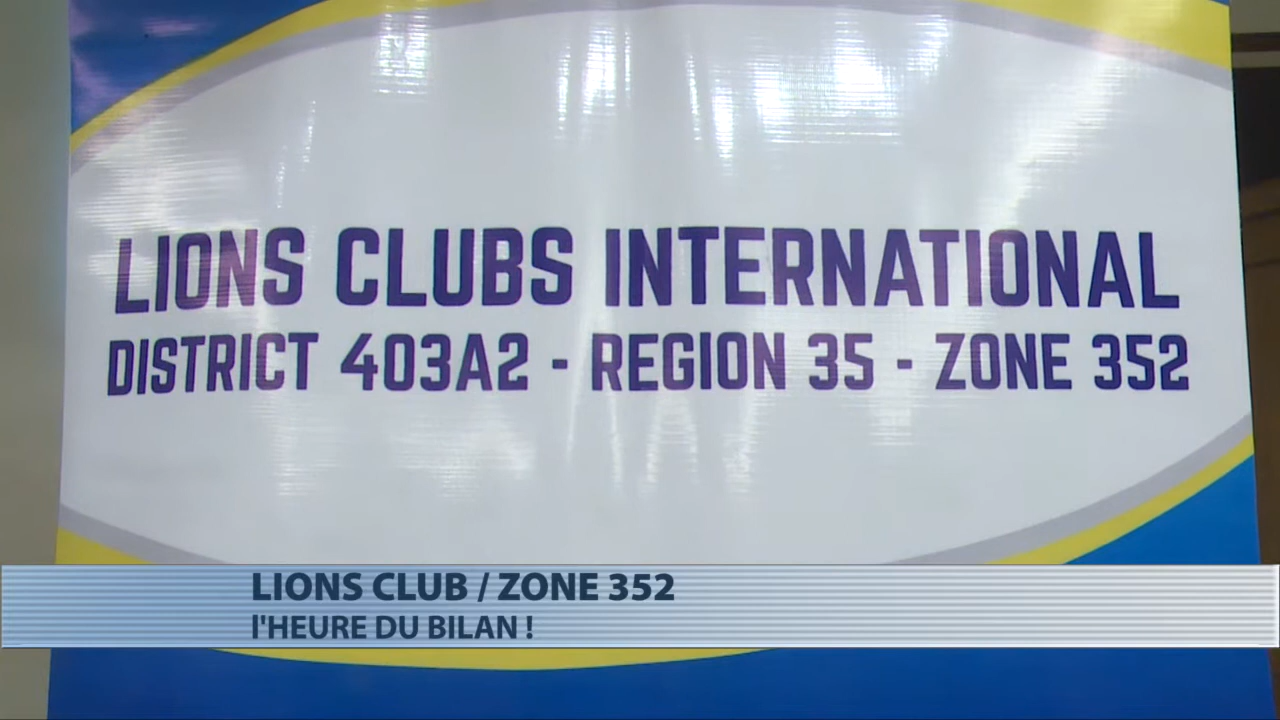 LIONS CLUBS INTERNATIONAL
DISTRICT 403A2 - REGION 35 - ZONE 352
LIONS CLUB / ZONE 352
l'HEURE DU BILAN !